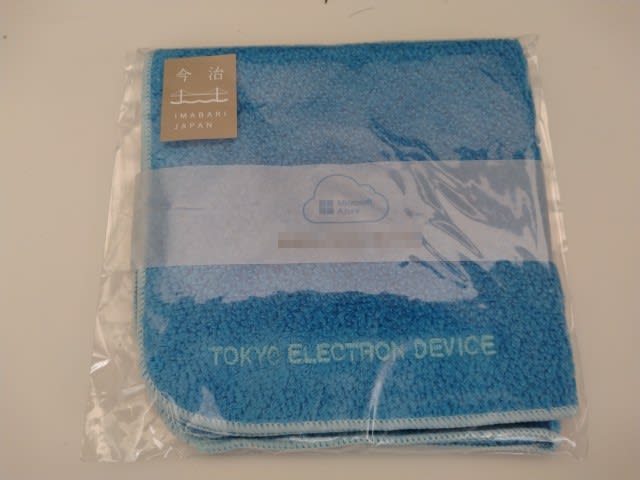 今治
IMABARI
JAPAN
Microsoft
Azure
TOKYO ELECTRON DEVICE